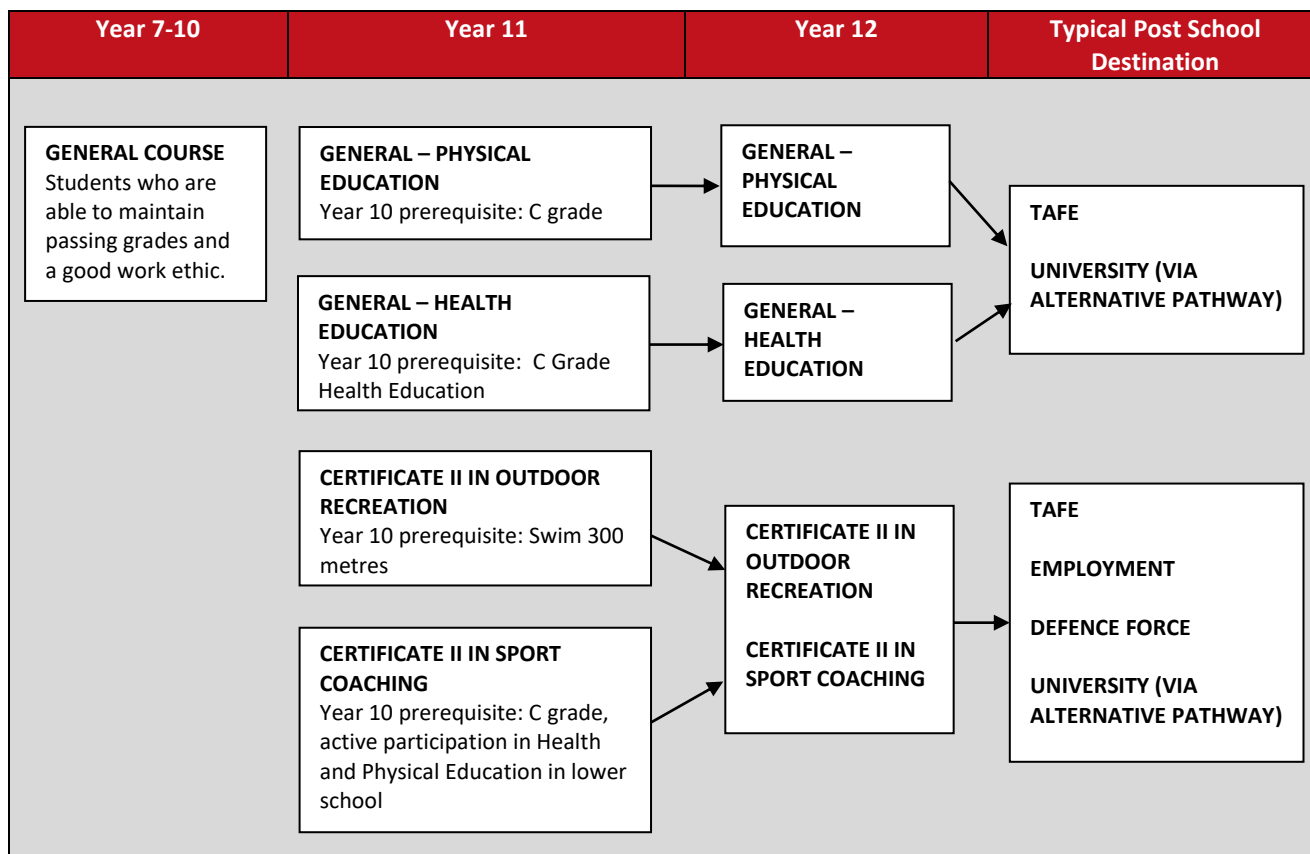 Year 7-10
Year 11
Year 12
Typical Post School
Destination
GENERAL COURSE
Students who are
able to maintain
passing grades and
a good work ethic.
GENERAL – PHYSICAL
EDUCATION
Year 10 prerequisite: C grade
GENERAL –
PHYSICAL
EDUCATION
TAFE
UNIVERSITY (VIA
ALTERNATIVE PATHWAY)
GENERAL – HEALTH
EDUCATION
Year 10 prerequisite:  C Grade
Health Education
GENERAL –
HEALTH
EDUCATION
CERTIFICATE II IN OUTDOOR
RECREATION
Year 10 prerequisite: Swim 300
metres
CERTIFICATE II IN SPORT
COACHING
Year 10 prerequisite: C grade,
active participation in Health
and Physical Education in lower
school
CERTIFICATE II IN
OUTDOOR
RECREATION
CERTIFICATE II IN
SPORT COACHING
TAFE
EMPLOYMENT
DEFENCE FORCE
UNIVERSITY (VIA
ALTERNATIVE PATHWAY)